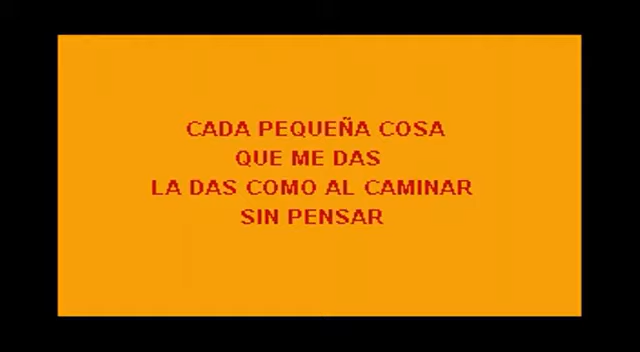 CADA PEQUEÑA COSA
QUE ME DAS
LA DAS COMO AL CAMINAR
SIN PENSAR